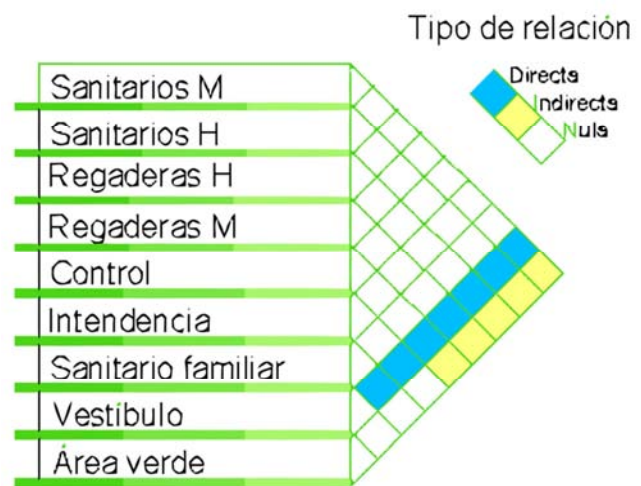 Tipo de relación
Directa
Indirecta
Nula
Sanitarios M
Sanitarios H
Regaderas H
Regaderas M
Control
Intendencia
Sanitario familiar
Vestíbulo
Área verde